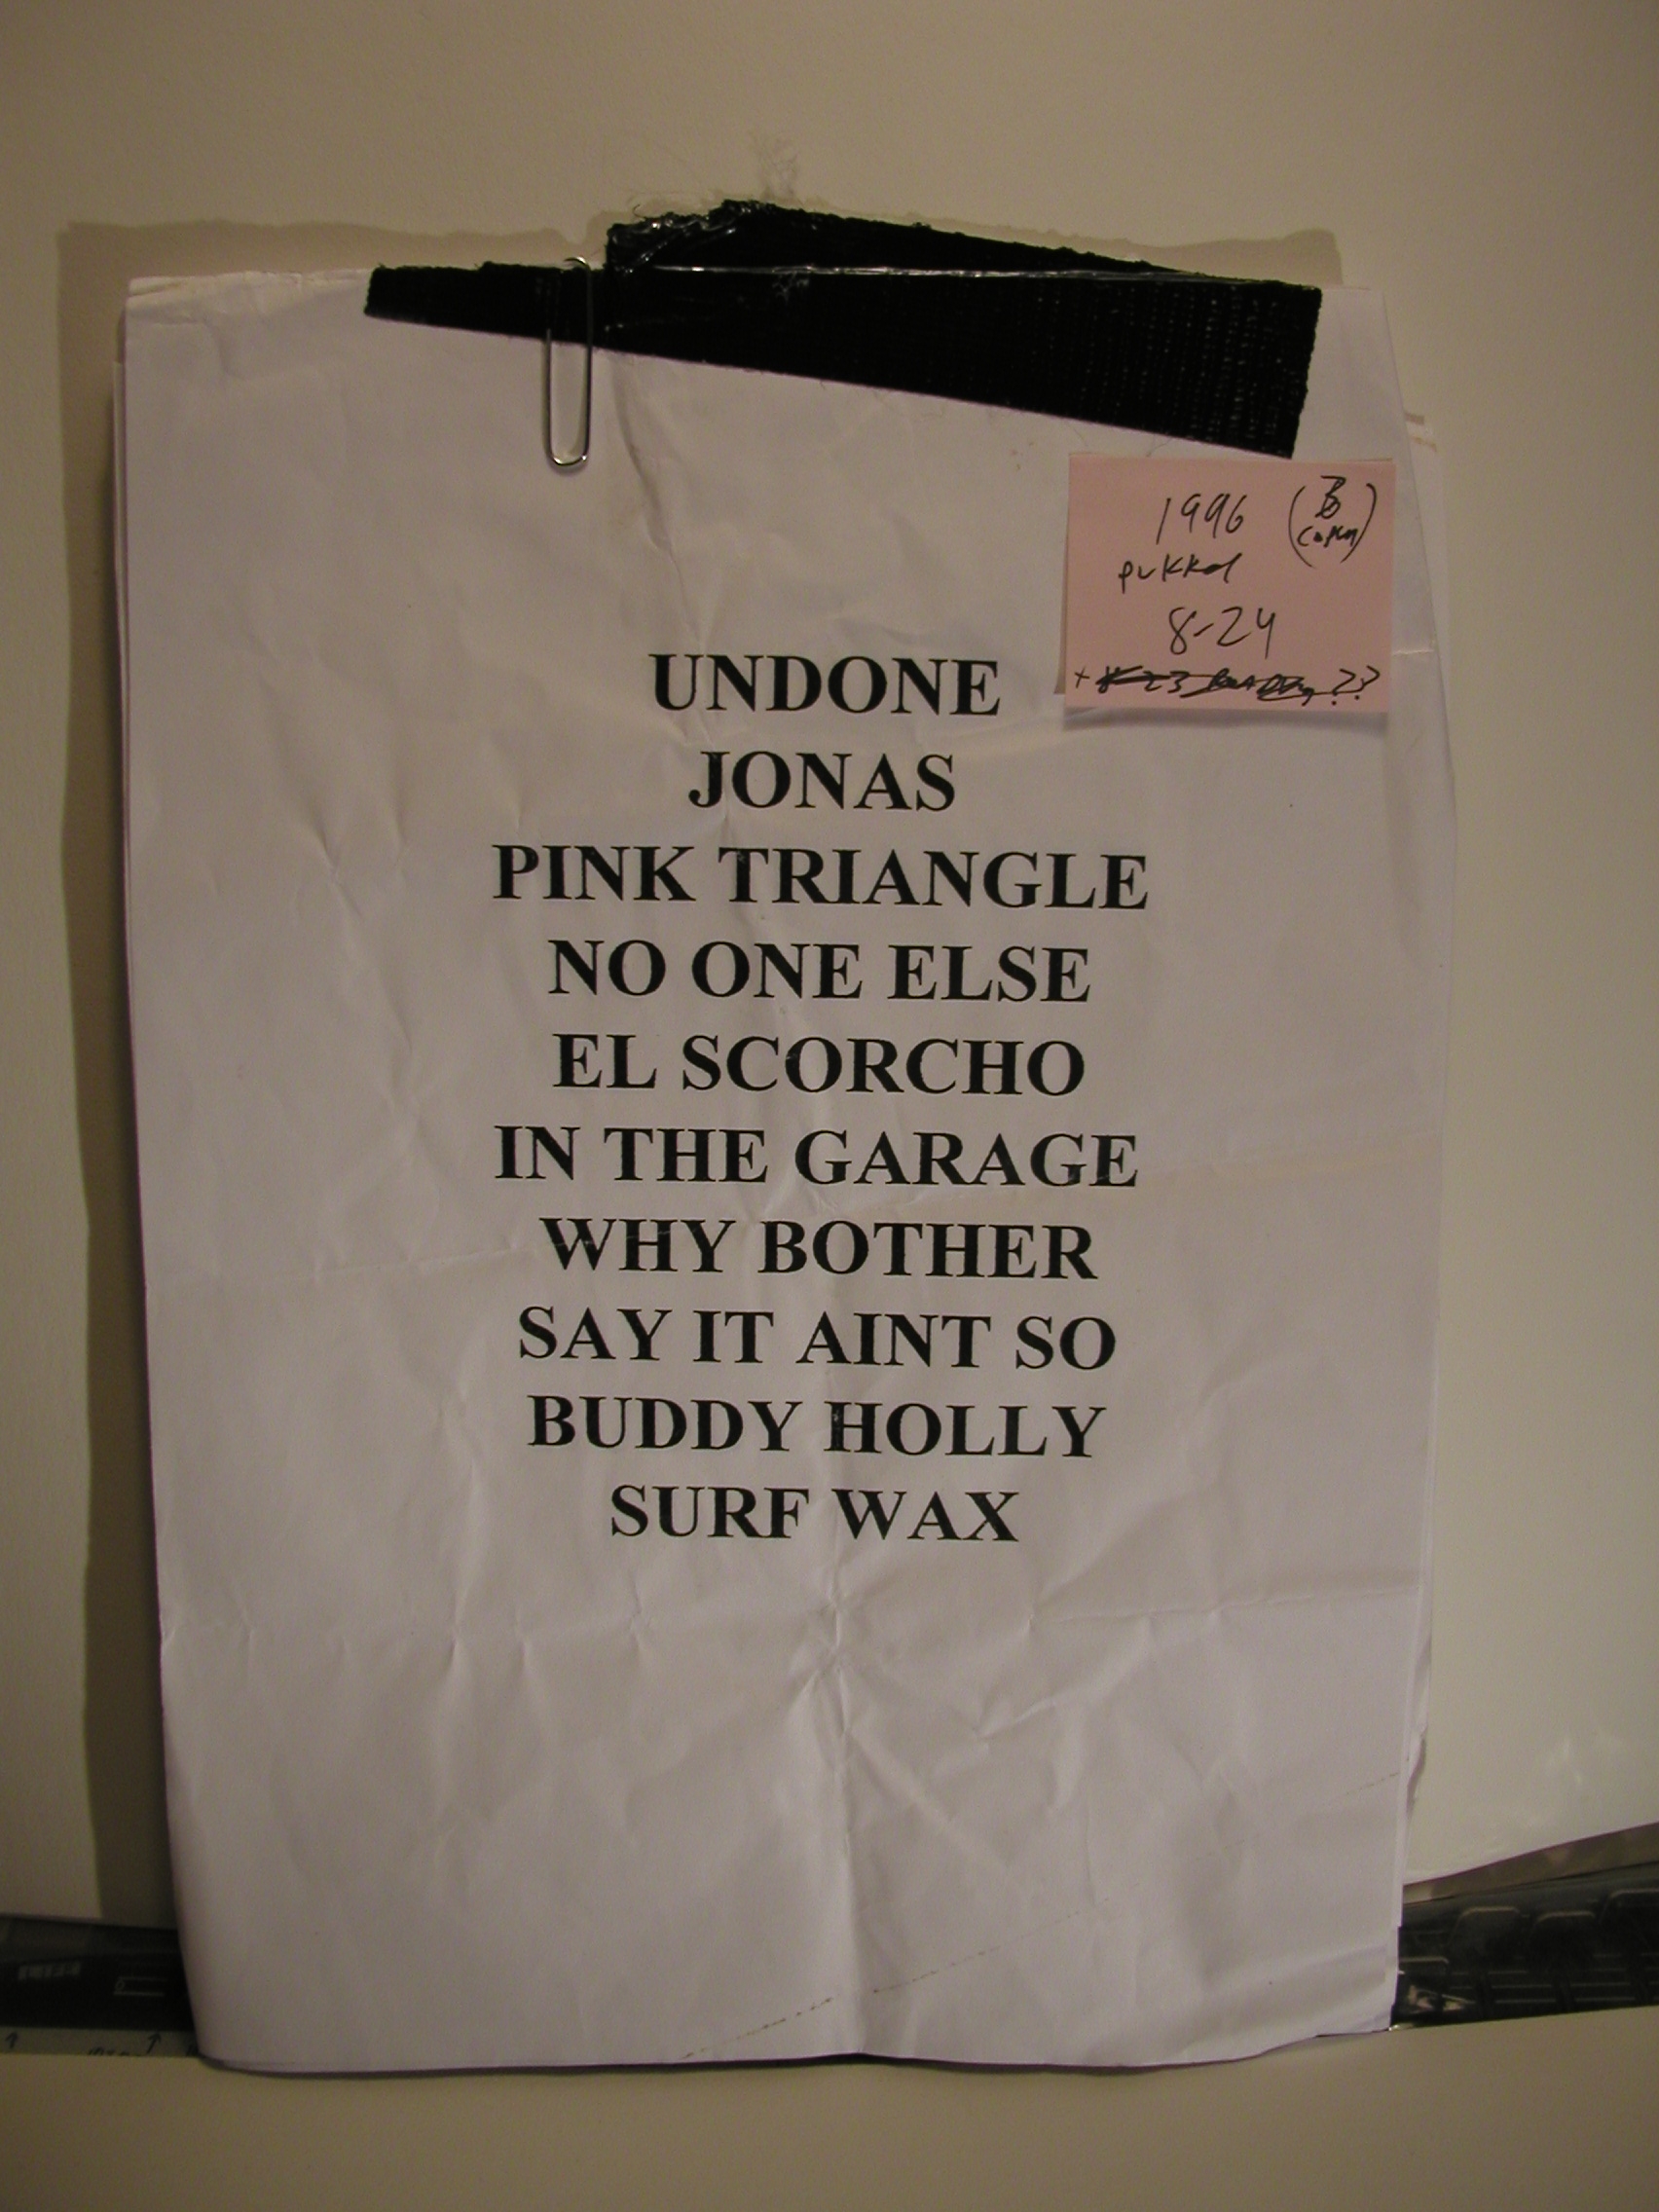 1996
pukkel
8-24
UNDONE
JONAS
PINK TRIANGLE
NO ONE ELSE
EL SCORCHO
IN THE GARAGE
WHY BOTHER
SAY IT AINT SO
BUDDY HOLLY
SURF WAX